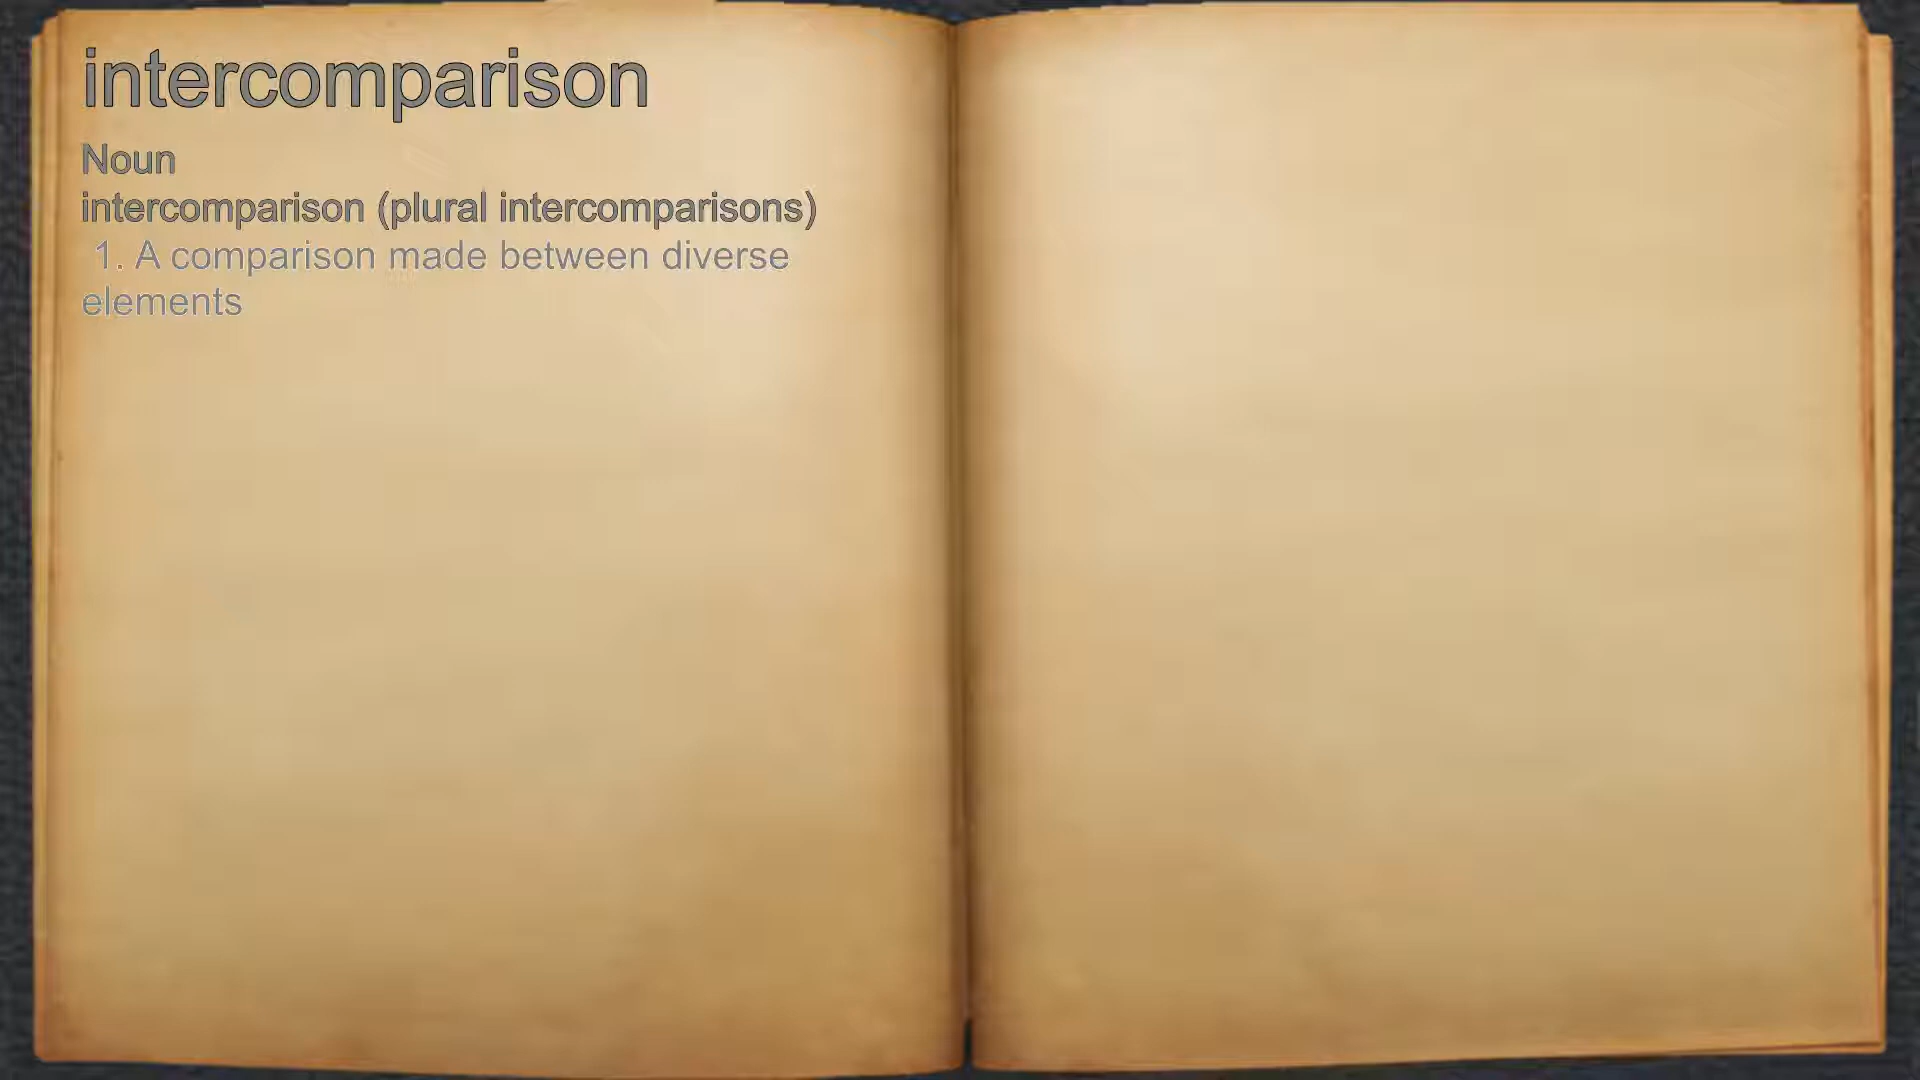 intercomparison
Noun
intercomparison (plural intercomparisons)
1. A comparison made between diverse
elements